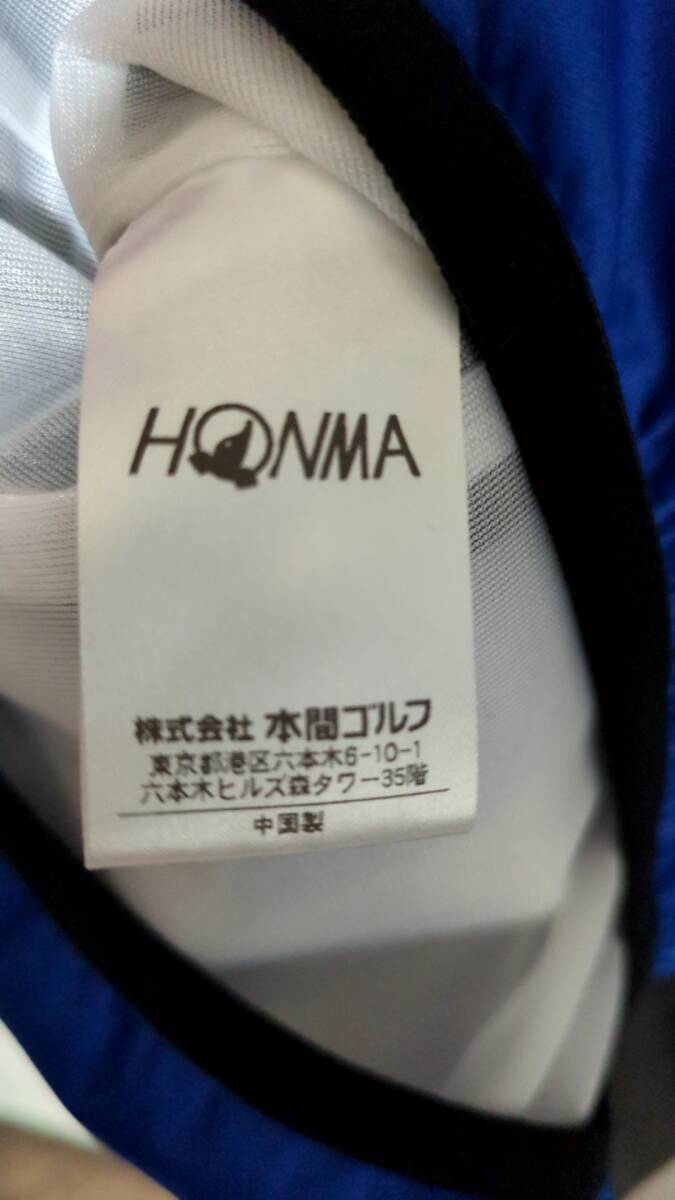 HONMA
株式会社 本間ゴルフ
東京都港区六本木6-10-1
六本木ヒルズ森タワー35階
中国製